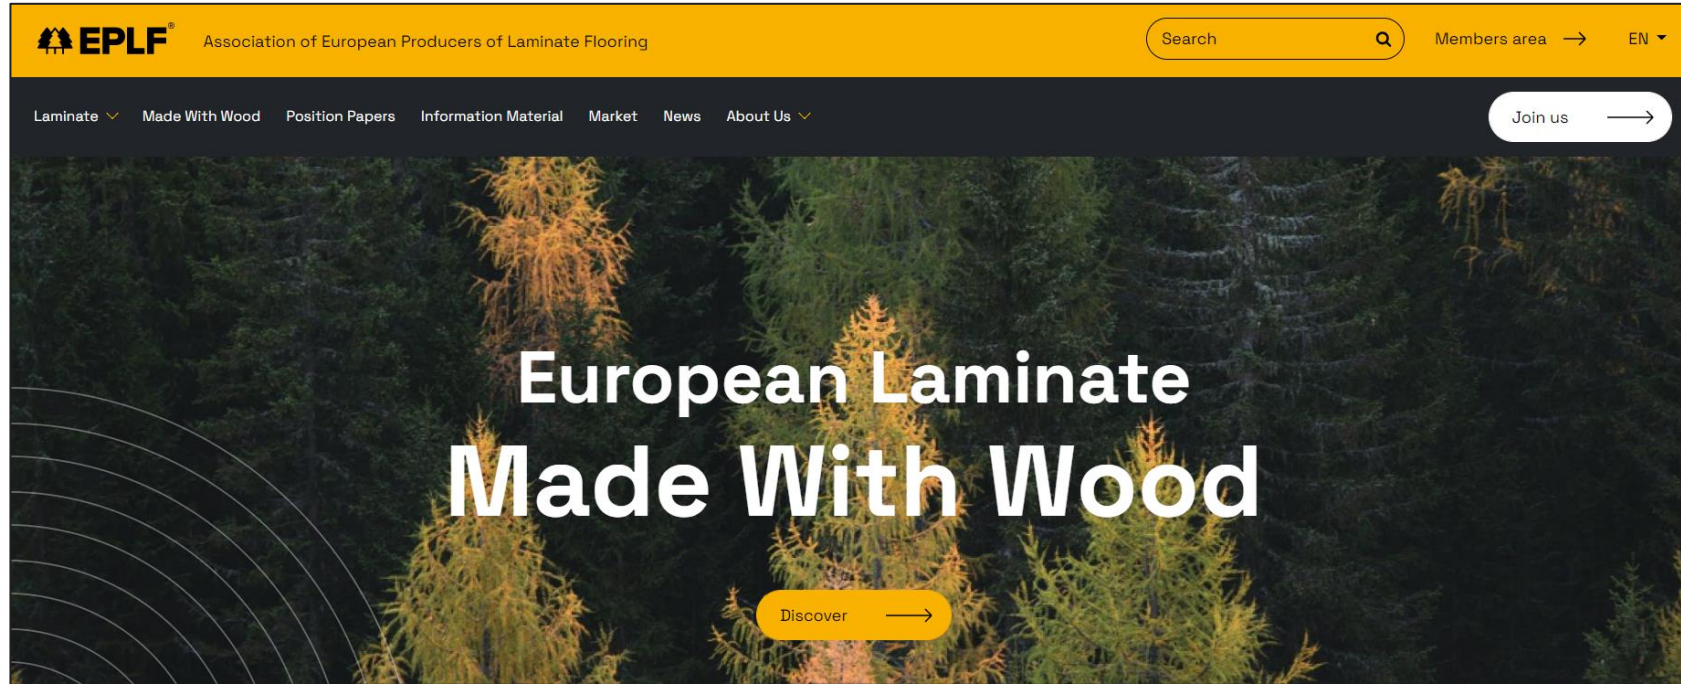 EPLF®
Association of European Producers of Laminate Flooring
Search
Members area
EN
Laminate
Made With Wood
Position Papers
Information Material
Market
News
About Us
Join us
European Laminate
Made With Wood
Discover